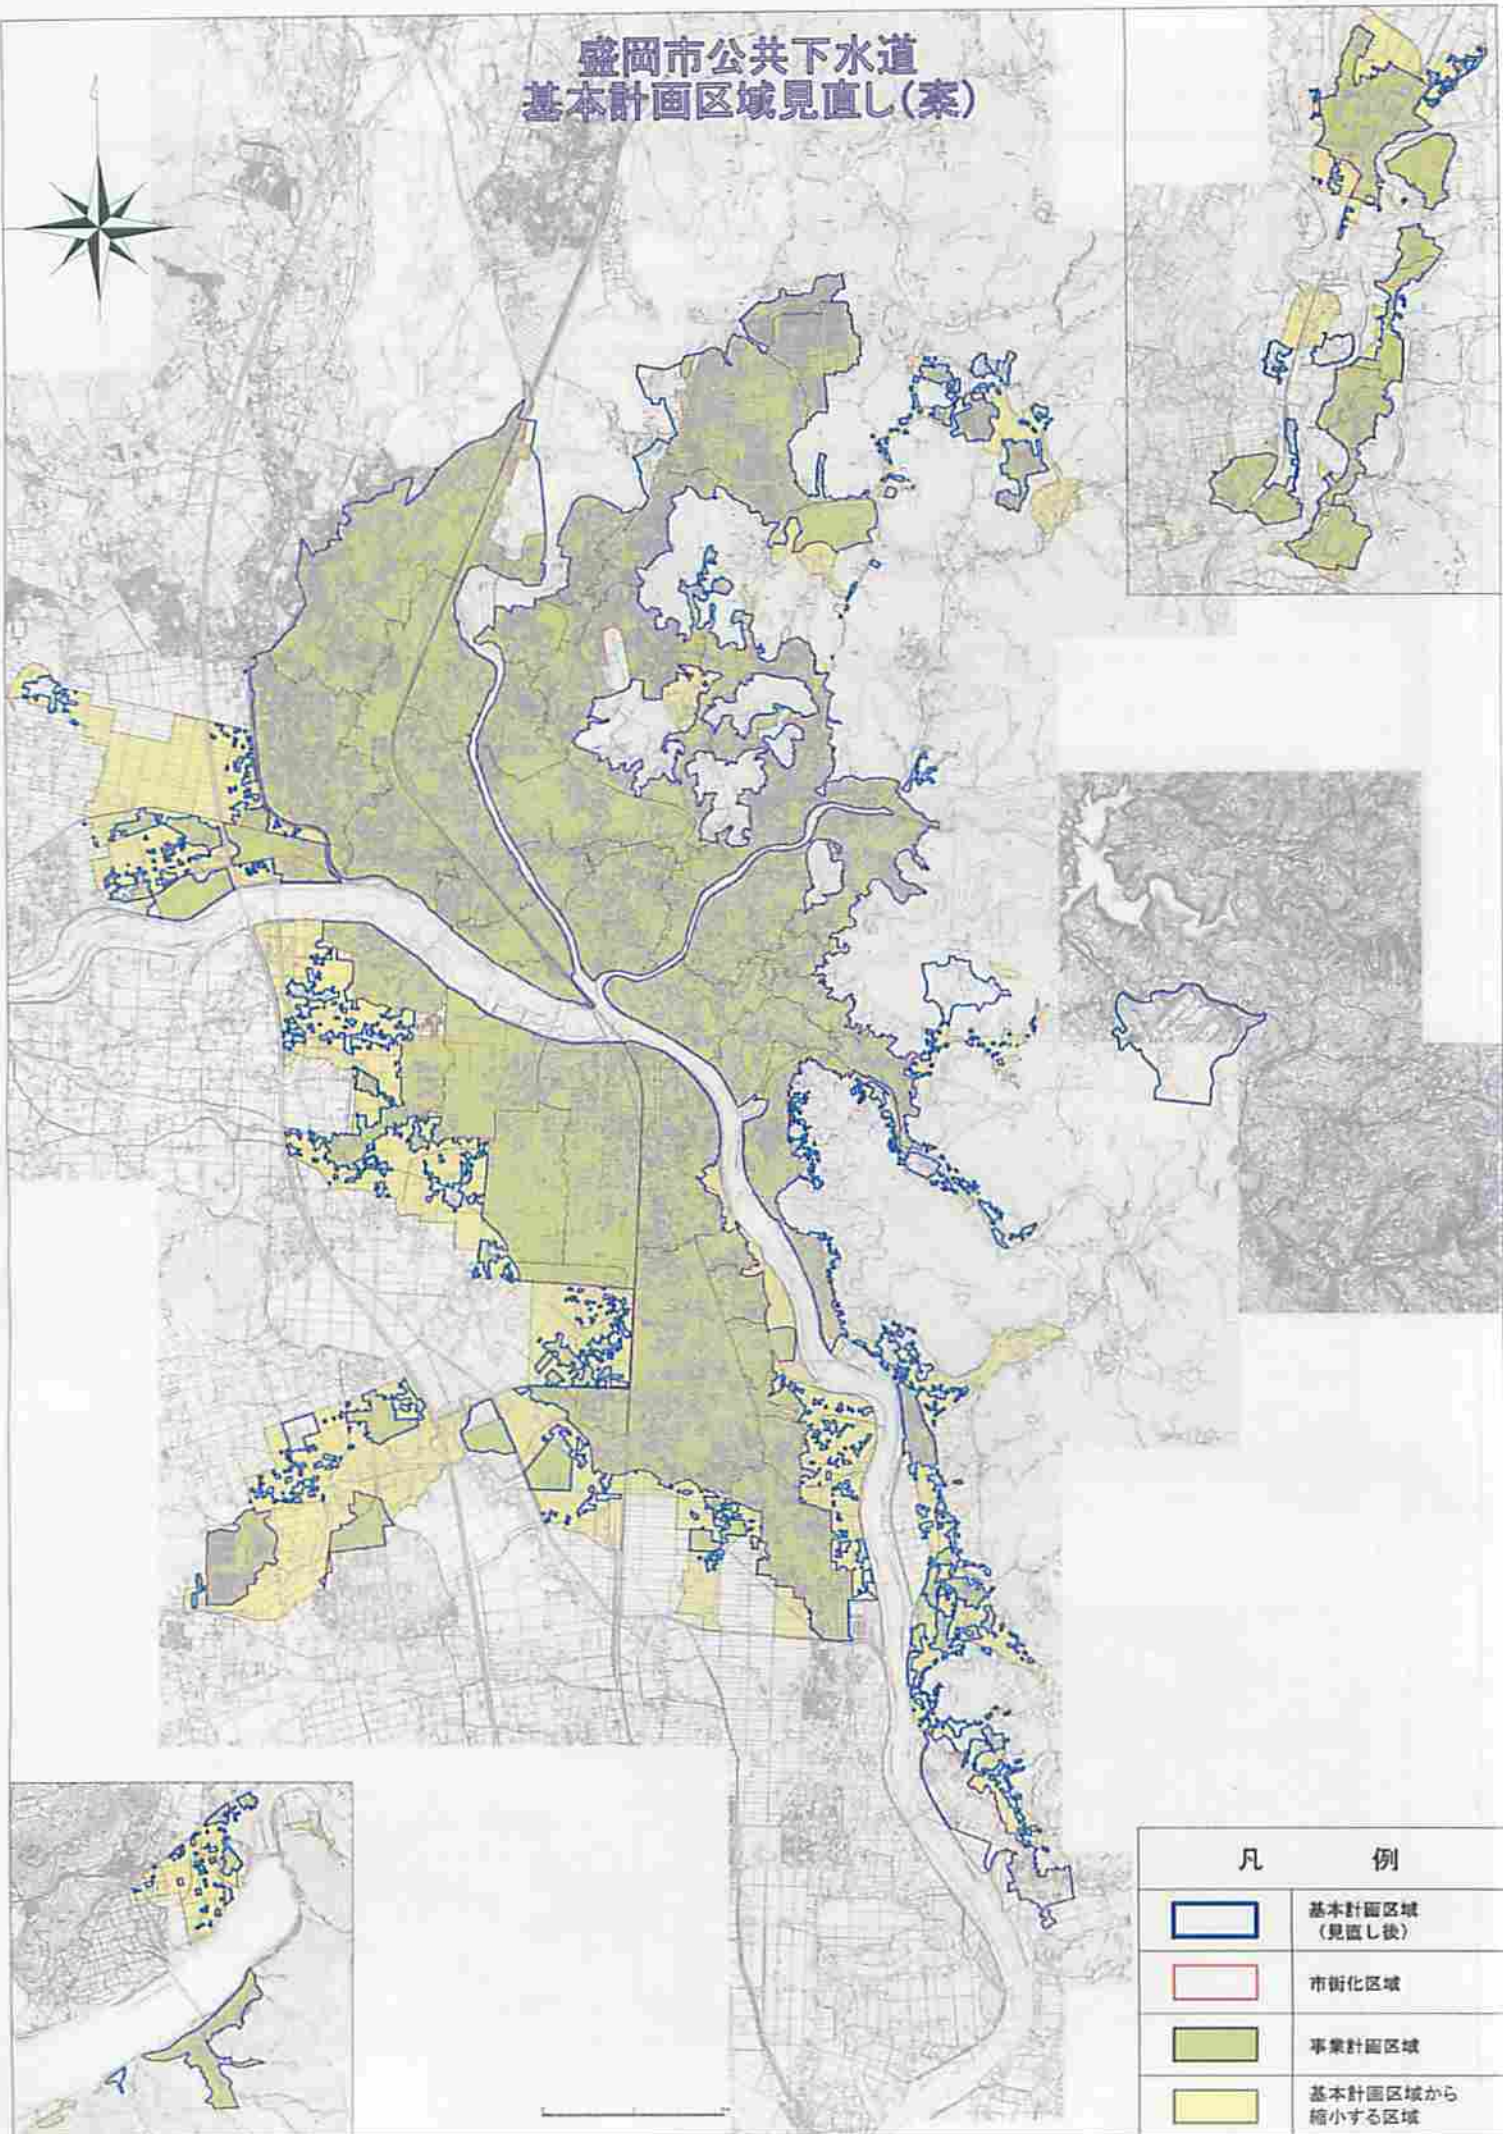 盛岡市公共下水道
基本計画区域見直し(案)
凡 例
基本計画区域
(見直し後)
市街化区域
事業計画区域
基本計画区域から
縮小する区域